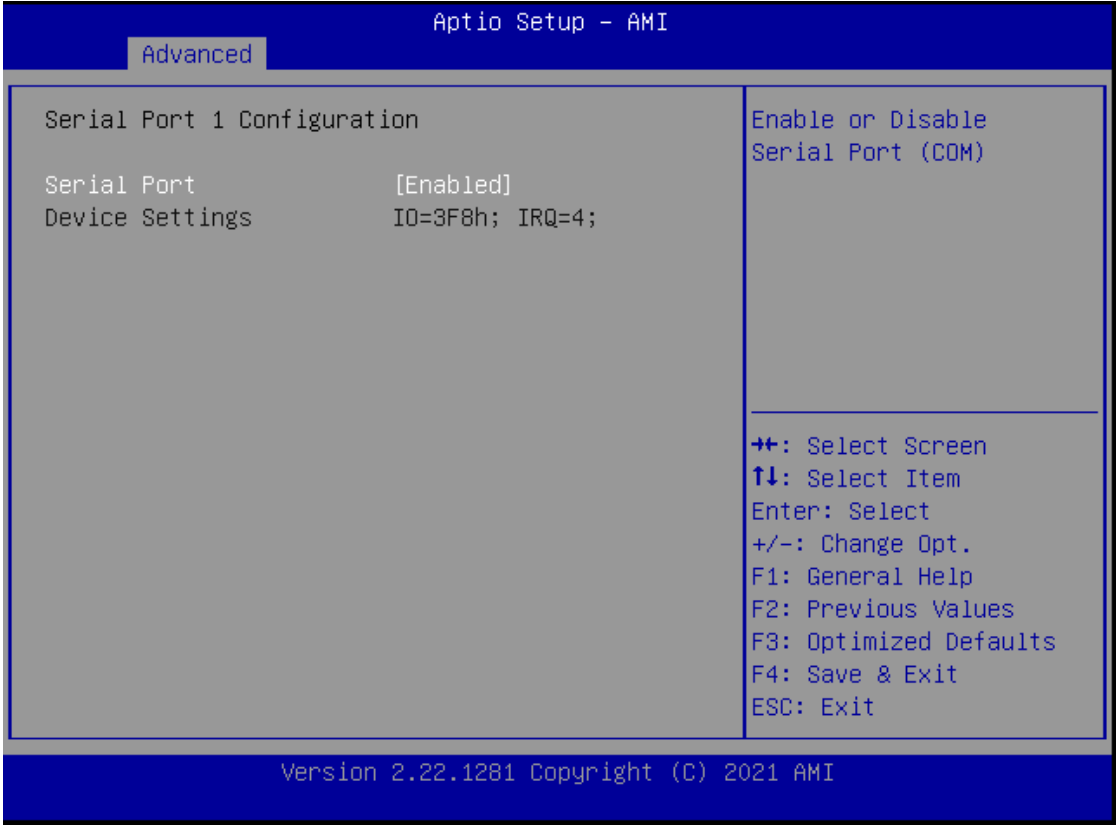 Aptio Setup – AMI
Advanced
Serial Port 1 Configuration
Serial Port [Enabled]
Device Settings IO=3F8h; IRQ=4;
Enable or Disable
Serial Port (COM)
→←: Select Screen
↑↓: Select Item
Enter: Select
+/-: Change Opt.
F1: General Help
F2: Previous Values
F3: Optimized Defaults
F4: Save & Exit
ESC: Exit
Version 2.22.1281 Copyright (C) 2021 AMI